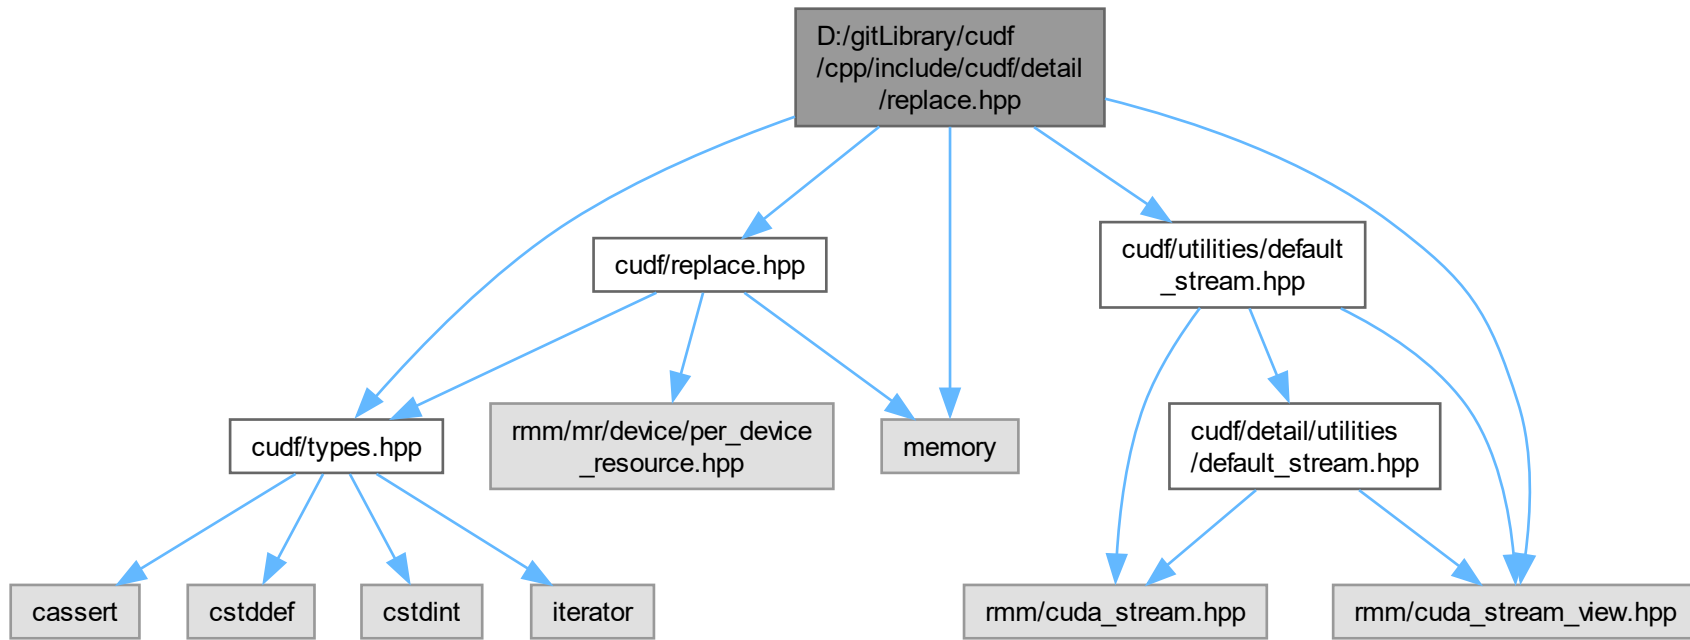 D:/gitLibrary/cudf
/cpp/include/cudf/detail
/replace.hpp
cudf/replace.hpp
cudf/utilities/default
_stream.hpp
cudf/types.hpp
rmm/mr/device/per_device
_resource.hpp
memory
cudf/detail/utilities
/default_stream.hpp
cassert
cstddef
cstdint
iterator
rmm/cuda_stream.hpp
rmm/cuda_stream_view.hpp